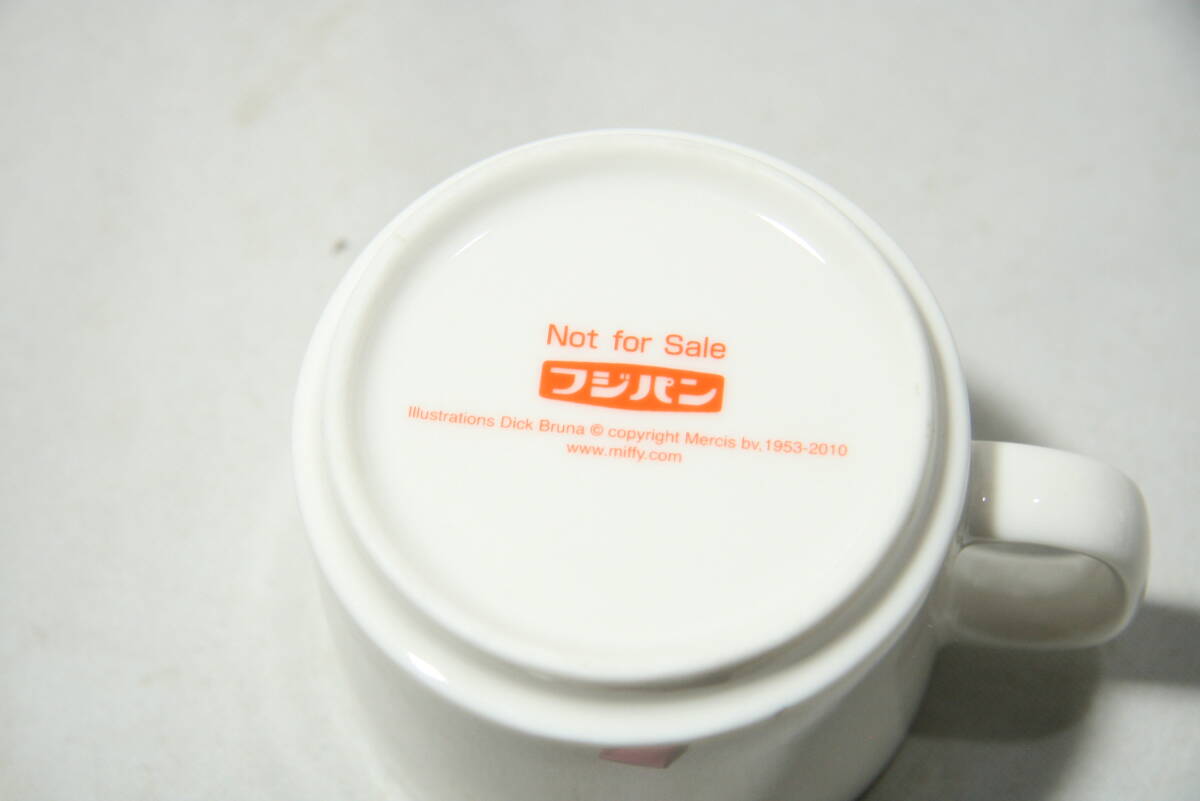 Not for Sale
フジパン
Illustrations Dick Bruna © copyright Mercis bv, 1953-2010
www.miffy.com